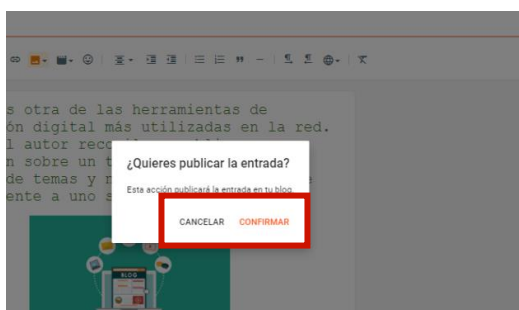 s otra de las herramientas de
ón digital más utilizadas en la red.
l autor reco
n sobre un t
de temas y n
ente a uno s
¿Quieres publicar la entrada?
Esta acción publicará la entrada en tu blog.
CANCELAR CONFIRMAR
BLOG